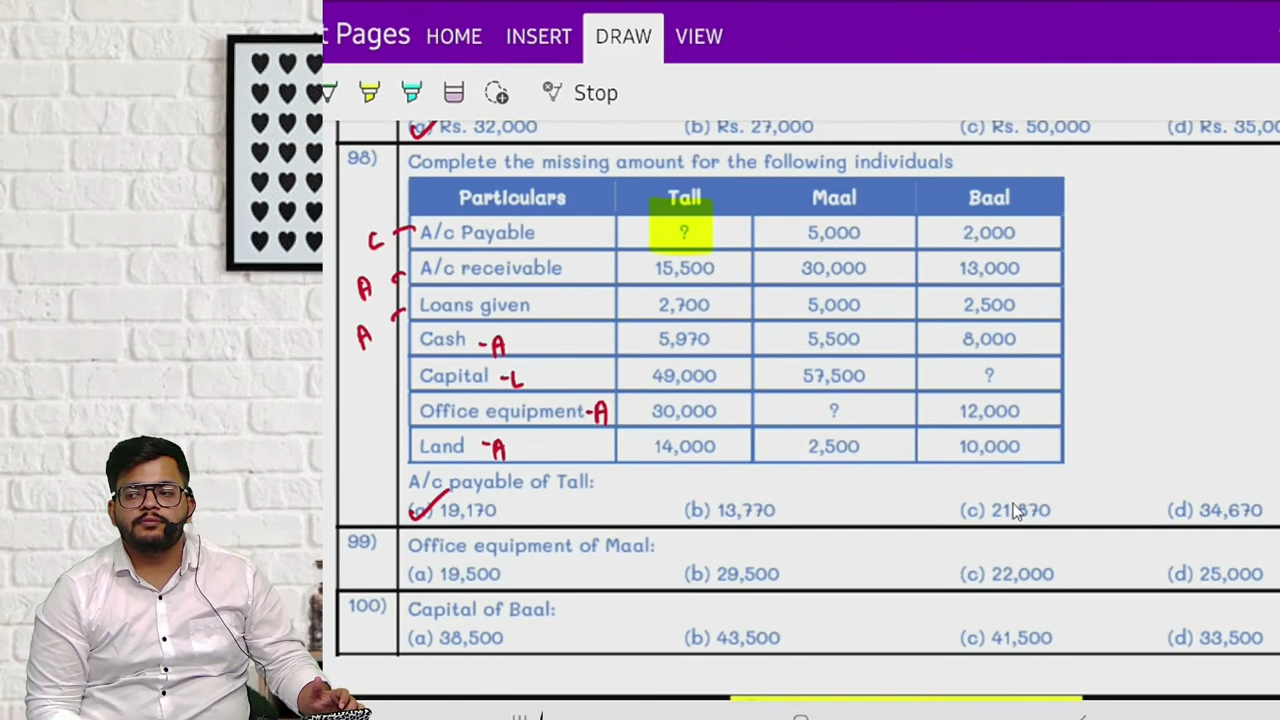 t Pages HOME INSERT DRAW VIEW
Stop
(a) Rs. 32,000 (b) Rs. 27,000 (c) Rs. 50,000 (d) Rs. 35,00
98) Complete the missing amount for the following individuals
Particulars Tall Maal Baal
C A/c Payable ? 5,000 2,000
A A/c receivable 15,500 30,000 13,000
A Loans given 2,700 5,000 2,500
Cash -A 5,970 5,500 8,000
Capital -L 49,000 57,500 ?
Office equipment -A 30,000 ? 12,000
Land -A 14,000 2,500 10,000
A/c payable of Tall:
(a) 19,170 (b) 13,770 (c) 21,870 (d) 34,670
99) Office equipment of Maal:
(a) 19,500 (b) 29,500 (c) 22,000 (d) 25,000
100) Capital of Baal:
(a) 38,500 (b) 43,500 (c) 41,500 (d) 33,500